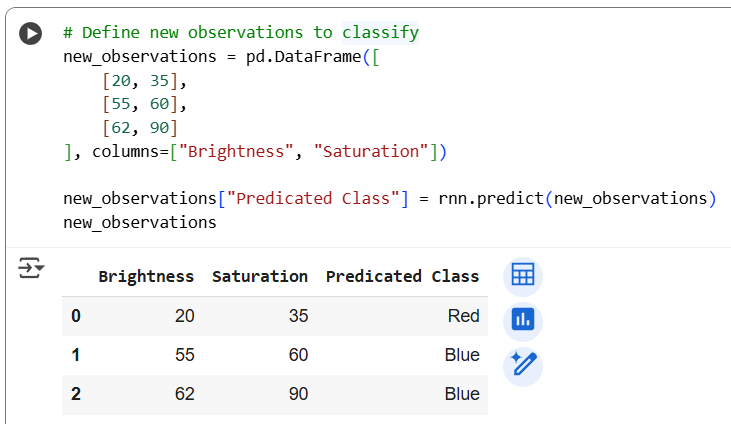 # Define new observations to classify
new_observations = pd.DataFrame([
    [20, 35],
    [55, 60],
    [62, 90]
], columns=["Brightness", "Saturation"])
new_observations["Predicated Class"] = rnn.predict(new_observations)
new_observations
Brightness Saturation Predicated Class
0 20 35 Red
1 55 60 Blue
2 62 90 Blue